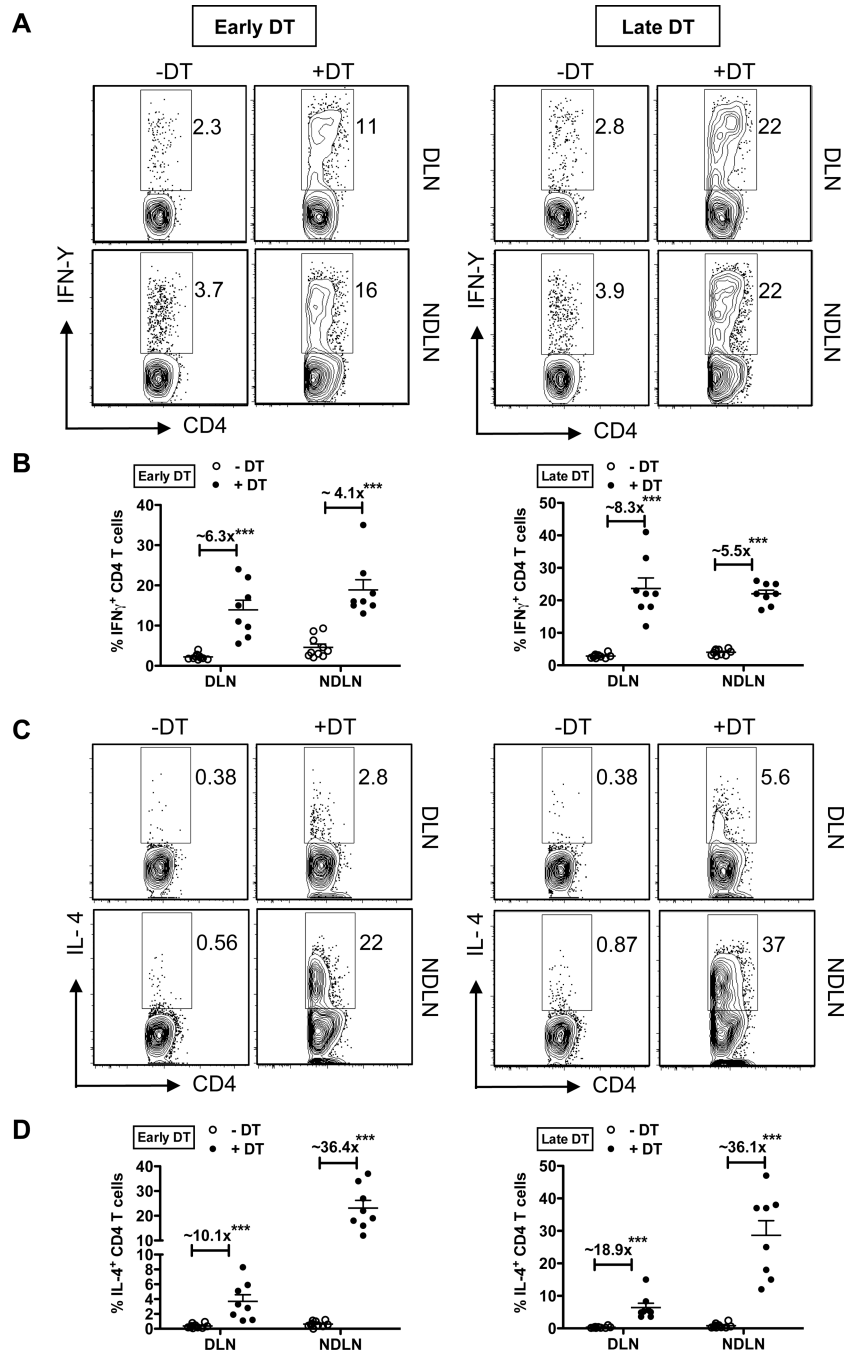 A
Early DT
Late DT
-DT
+DT
-DT
+DT
2.3
11
DLN
2.8
22
DLN
IFN-Y
3.7
16
NDLN
IFN-Y
3.9
22
NDLN
CD4
CD4
B
Early DT
- DT
+ DT
~6.3x***
~ 4.1x***
% IFNγ+ CD4 T cells
40
30
20
10
0
DLN
NDLN
Late DT
- DT
+ DT
~8.3x
***
~5.5x
***
% IFNγ+ CD4 T cells
50
40
30
20
10
0
DLN
NDLN
C
-DT
+DT
-DT
+DT
0.38
2.8
DLN
0.38
5.6
DLN
IL- 4
0.56
22
NDLN
IL- 4
0.87
37
NDLN
CD4
CD4
D
Early DT
- DT
+ DT
~10.1x***
~36.4x
***
% IL-4+ CD4 T cells
40
30
20
10
8
6
4
2
0
DLN
NDLN
Late DT
- DT
+ DT
~18.9x
***
~36.1x
***
% IL-4+ CD4 T cells
50
40
30
20
10
0
DLN
NDLN